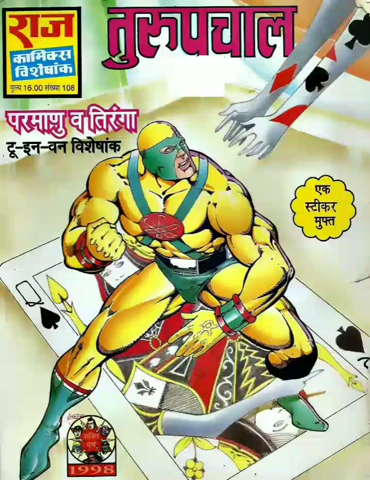 राज
कॉमिक्स
विशेषांक
मूल्य 16.00 संख्या 108
तुरुपचाल
परमाणु व तिरंगा
टू-इन-वन विशेषांक
एक
स्टीकर
मुफ्त
Q
1998